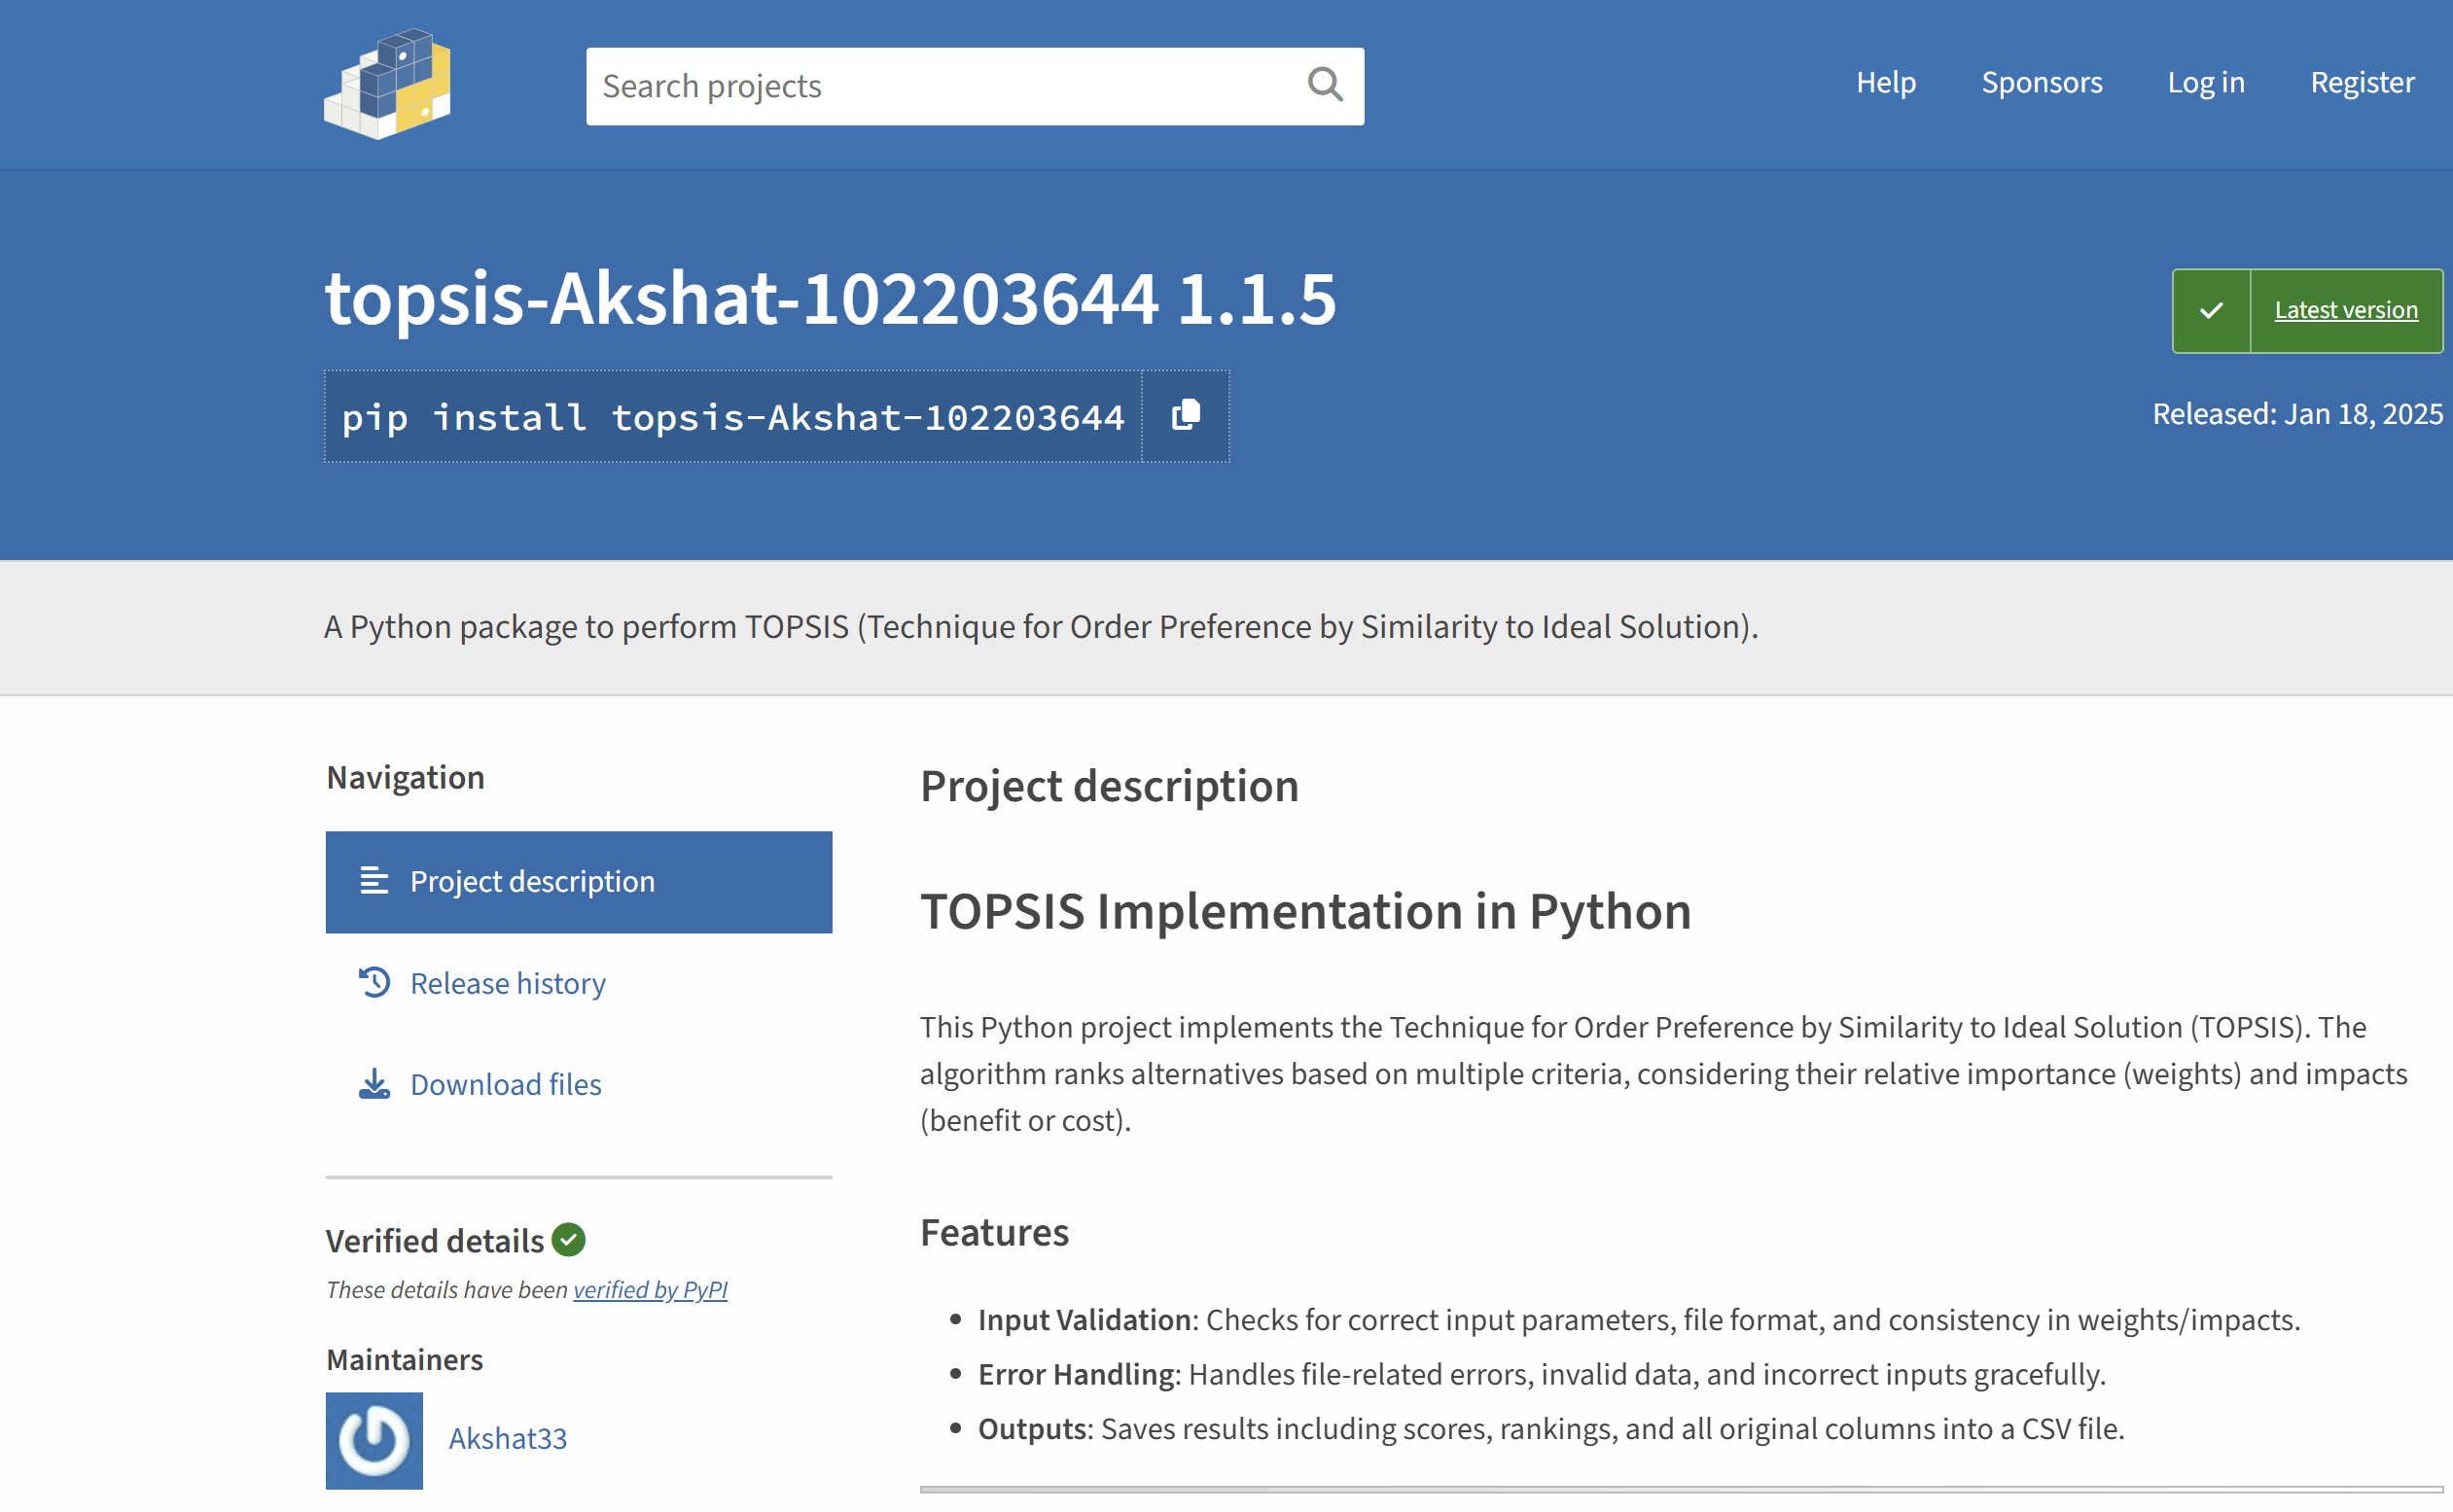 Search projects
Help
Sponsors
Log in
Register
topsis-Akshat-102203644 1.1.5
Latest version
pip install topsis-Akshat-102203644
Released: Jan 18, 2025
A Python package to perform TOPSIS (Technique for Order Preference by Similarity to Ideal Solution).
Navigation
Project description
Release history
Download files
Verified details
These details have been verified by PyPI
Maintainers
Akshat33
Project description
TOPSIS Implementation in Python
This Python project implements the Technique for Order Preference by Similarity to Ideal Solution (TOPSIS). The
algorithm ranks alternatives based on multiple criteria, considering their relative importance (weights) and impacts
(benefit or cost).
Features
• Input Validation: Checks for correct input parameters, file format, and consistency in weights/impacts.
• Error Handling: Handles file-related errors, invalid data, and incorrect inputs gracefully.
• Outputs: Saves results including scores, rankings, and all original columns into a CSV file.